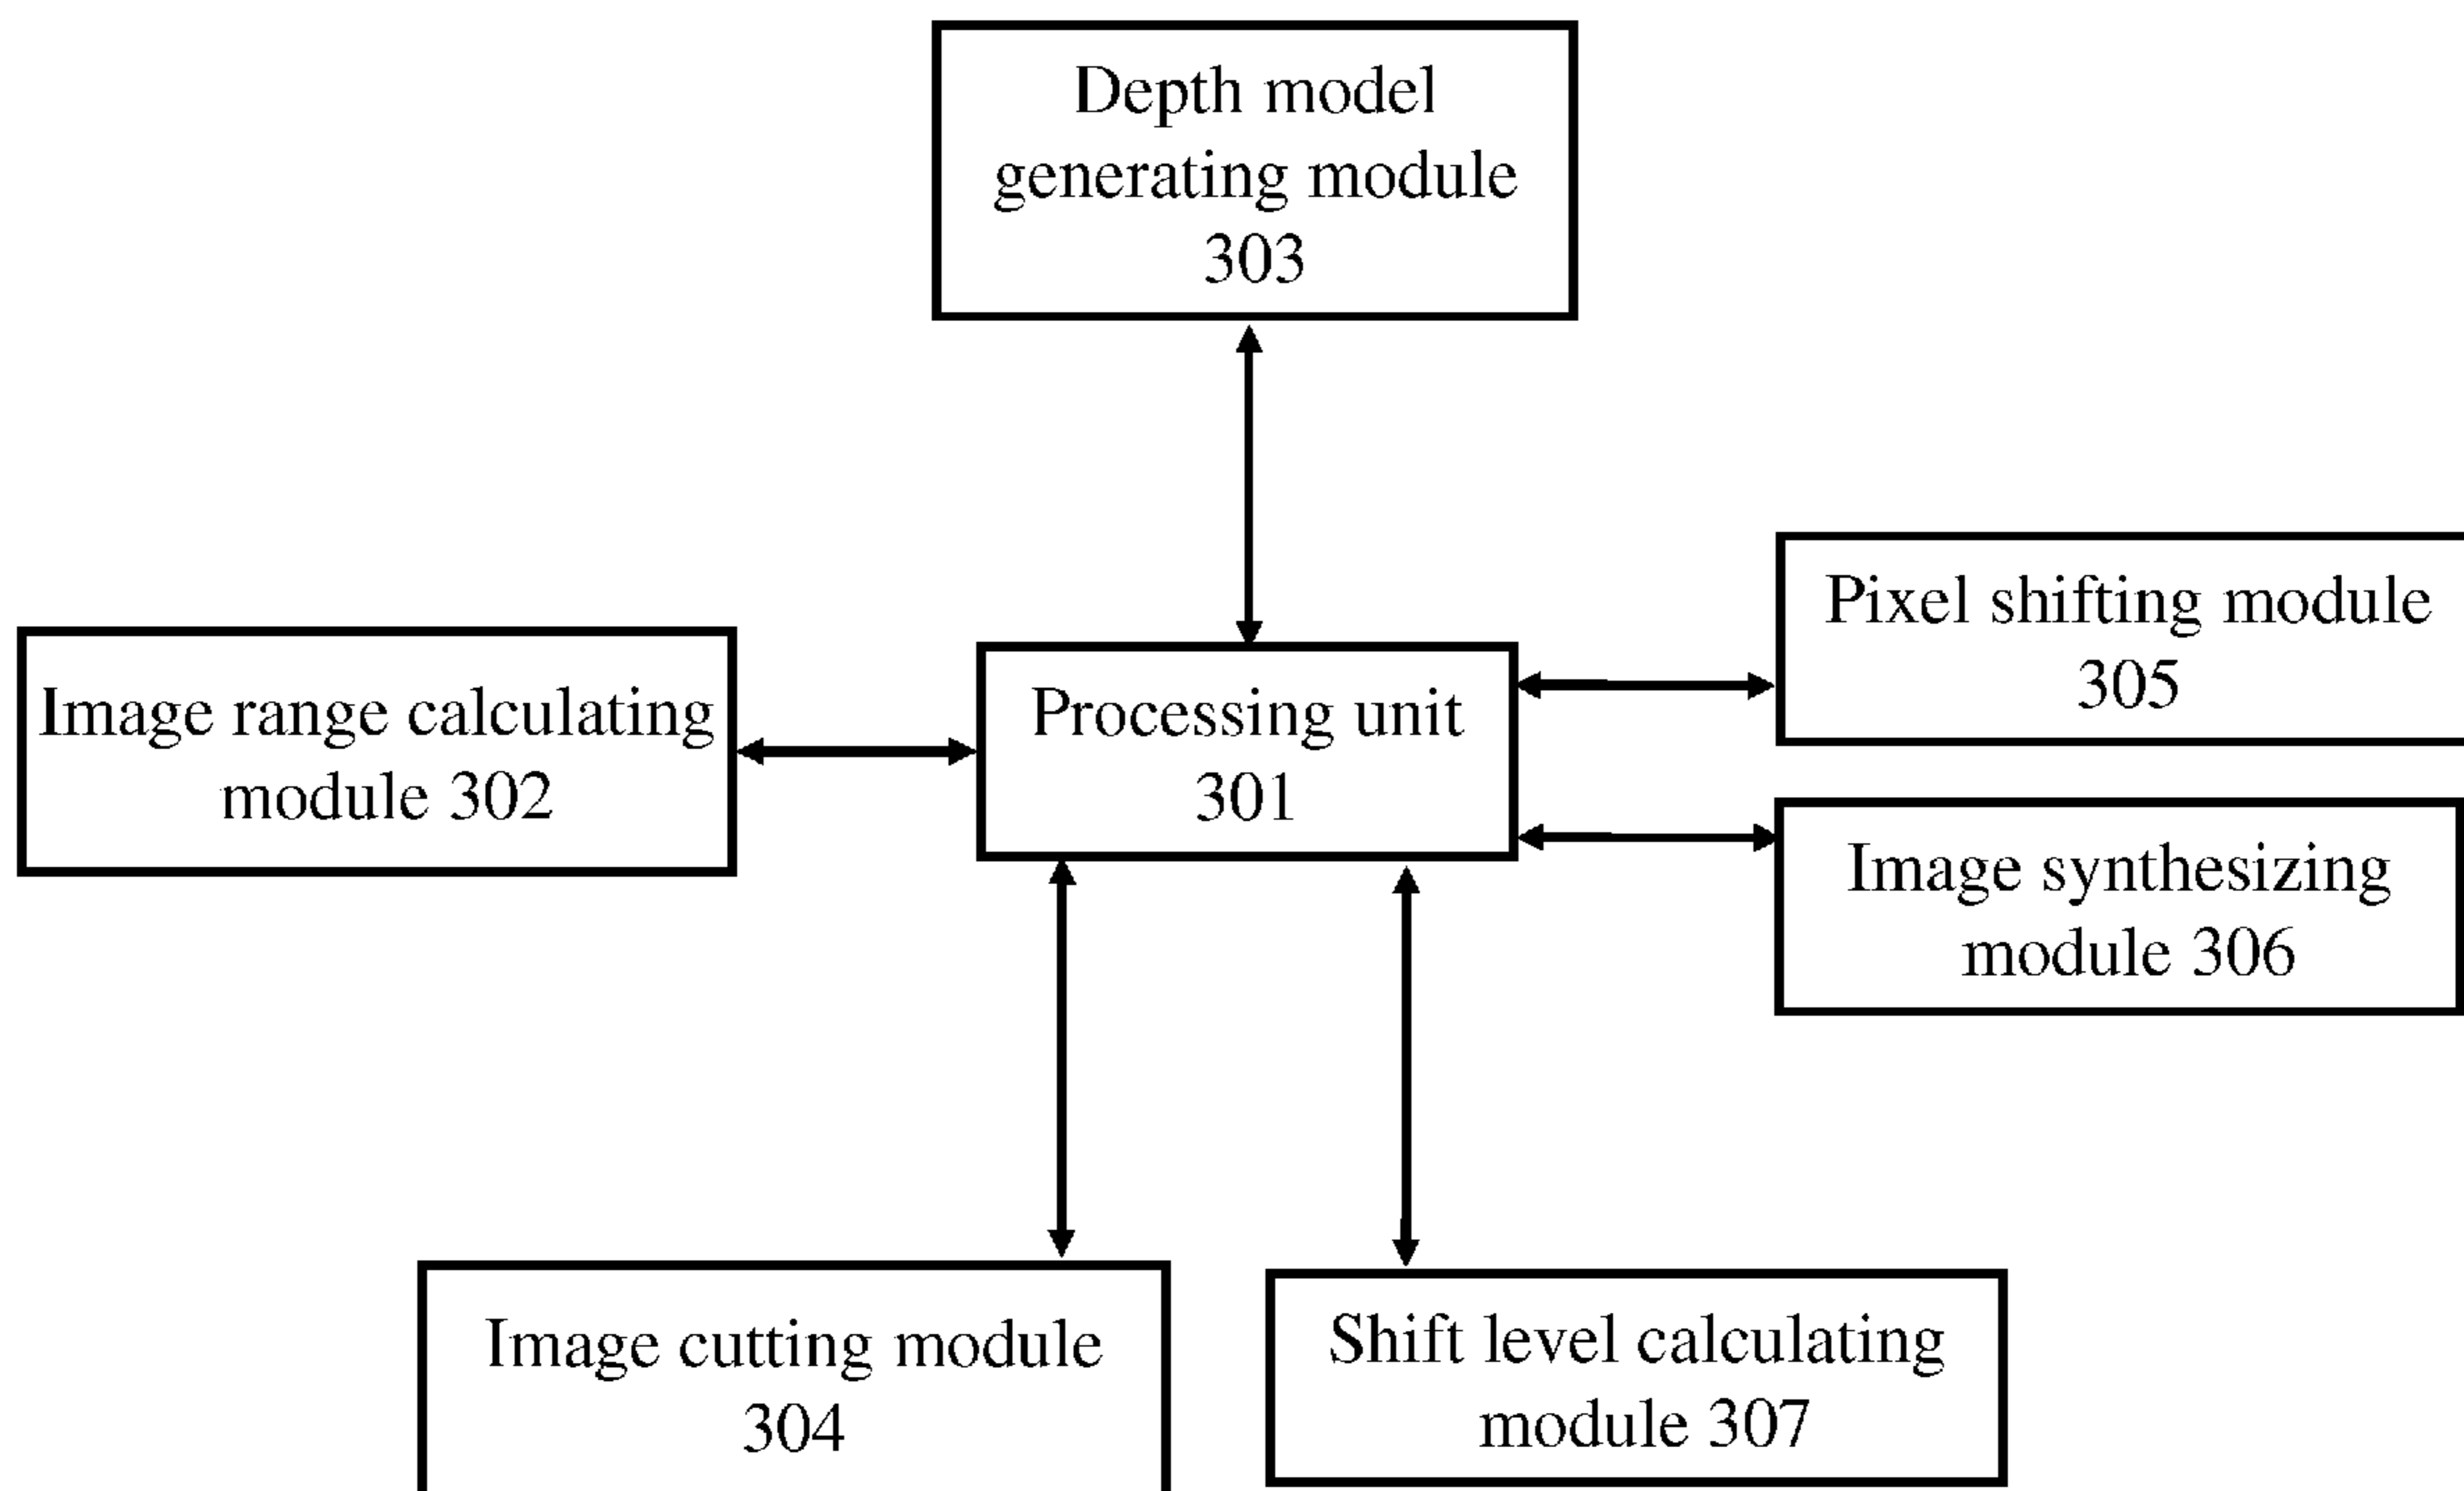 Depth model
generating module
303
Pixel shifting module
305
Image range calculating
module 302
Processing unit
301
Image synthesizing
module 306
Image cutting module
304
Shift level calculating
module 307